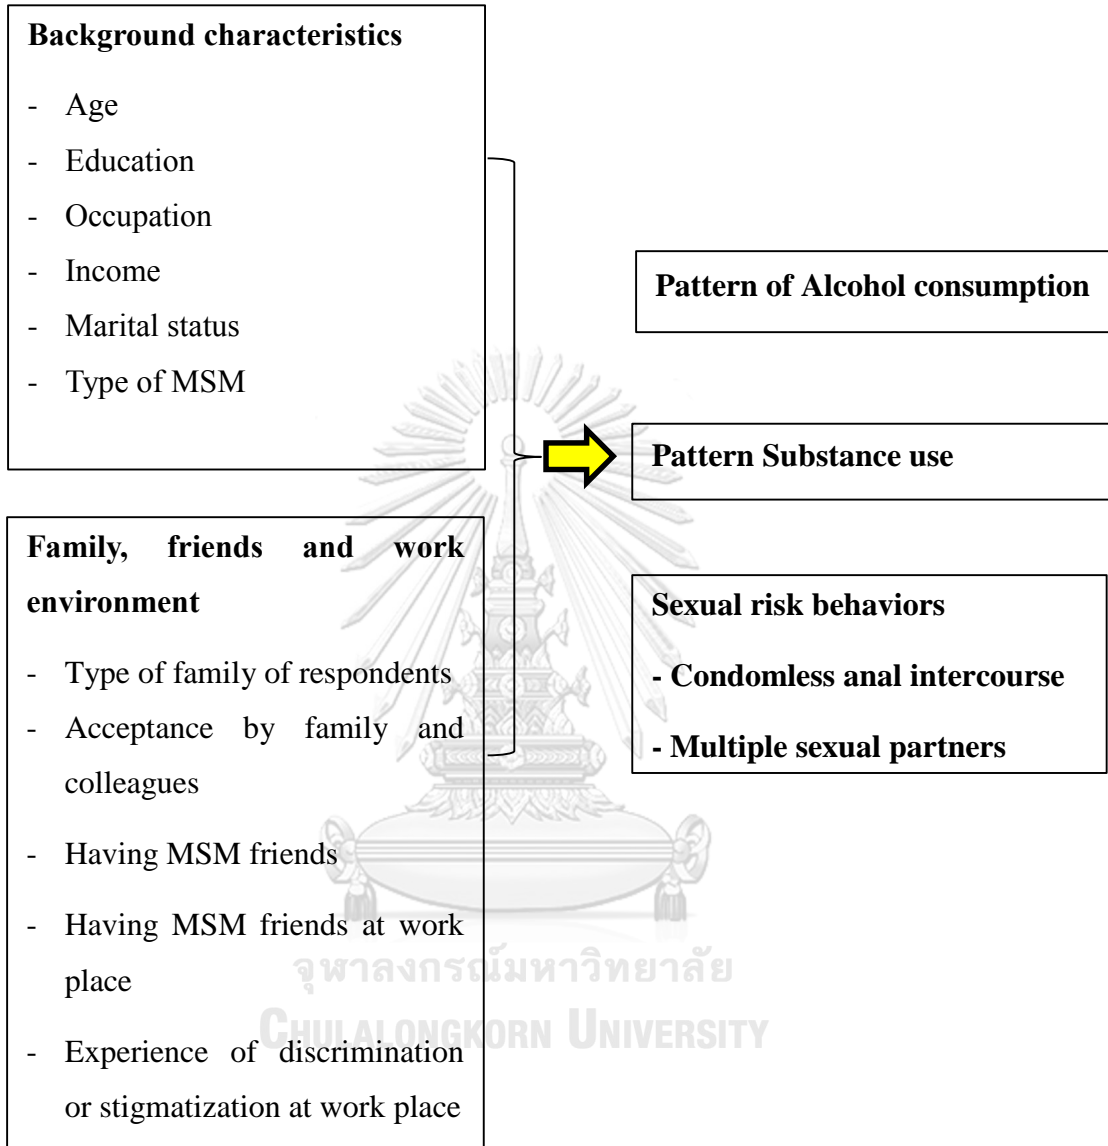 Background characteristics
- Age
- Education
- Occupation
- Income
- Marital status
- Type of MSM
Family, friends and work
environment
- Type of family of respondents
- Acceptance by family and
colleagues
- Having MSM friends
- Having MSM friends at work
place
- Experience of discrimination
or stigmatization at work place
Pattern of Alcohol consumption
Pattern Substance use
Sexual risk behaviors
- Condomless anal intercourse
- Multiple sexual partners
จุฬาลงกรณ์มหาวิทยาลัย
CHULALONGKORN UNIVERSITY